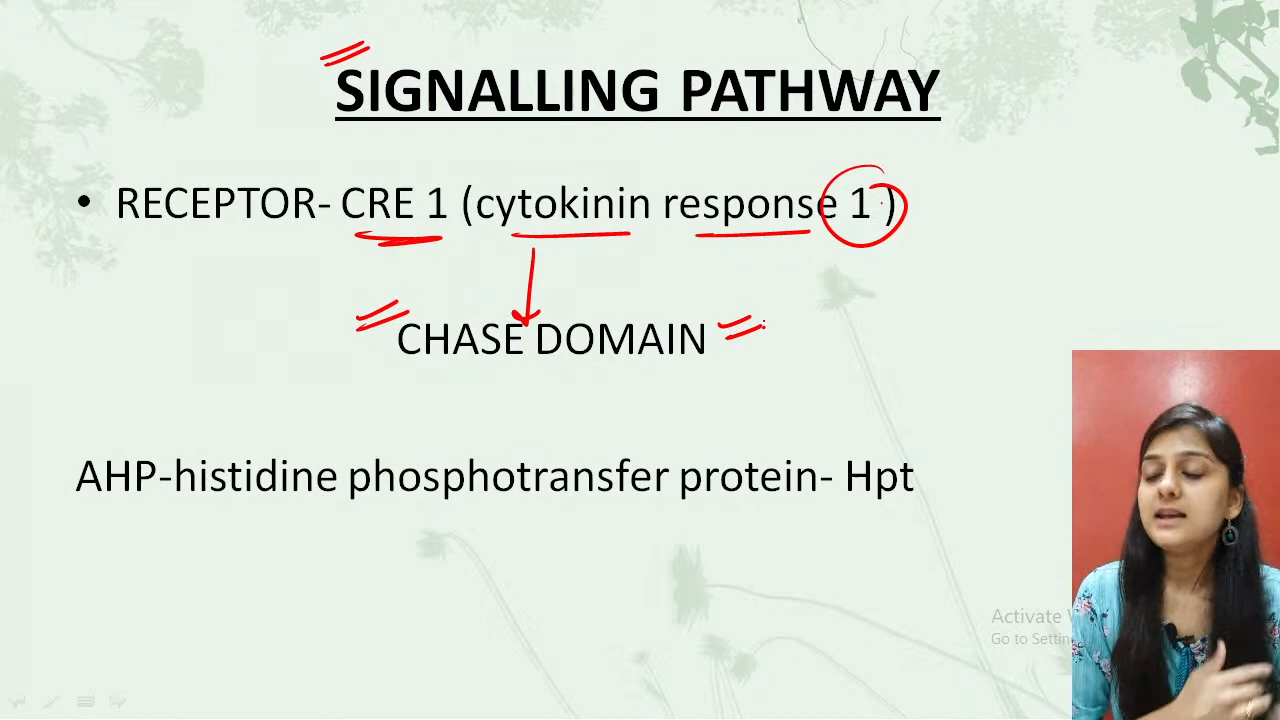 SIGNALLING PATHWAY
• RECEPTOR- CRE 1 (cytokinin response 1 )
CHASE DOMAIN
AHP-histidine phosphotransfer protein- Hpt
Activate
Go to Settin